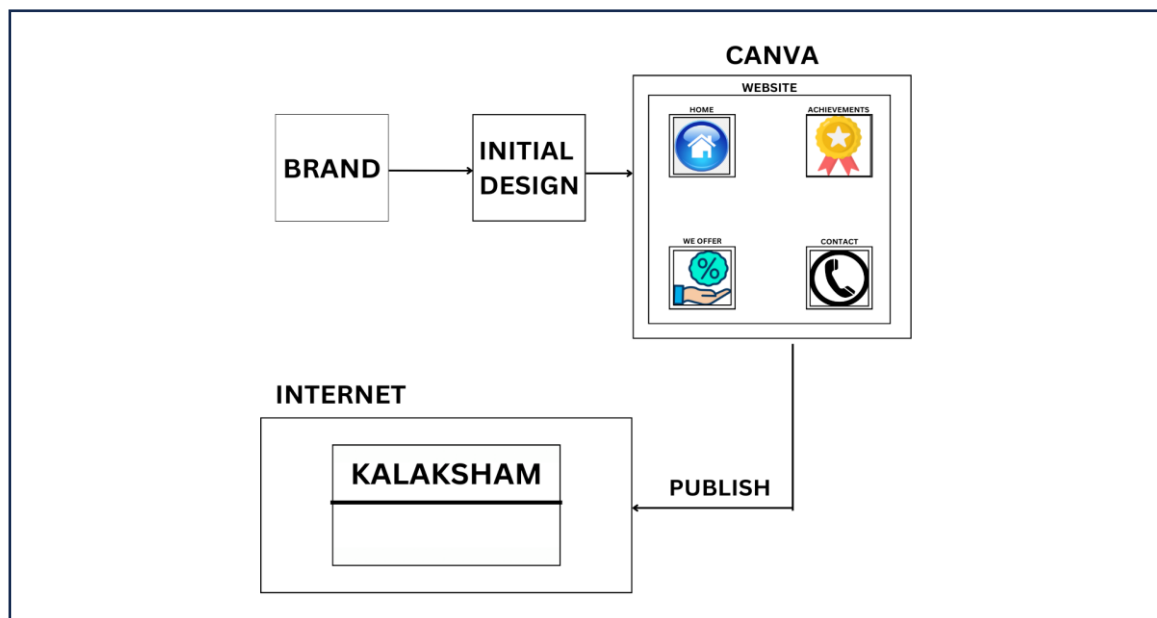 CANVA
WEBSITE
HOME
ACHIEVEMENTS
BRAND
INITIAL
DESIGN
WE OFFER
%
CONTACT
INTERNET
KALAKSHAM
PUBLISH